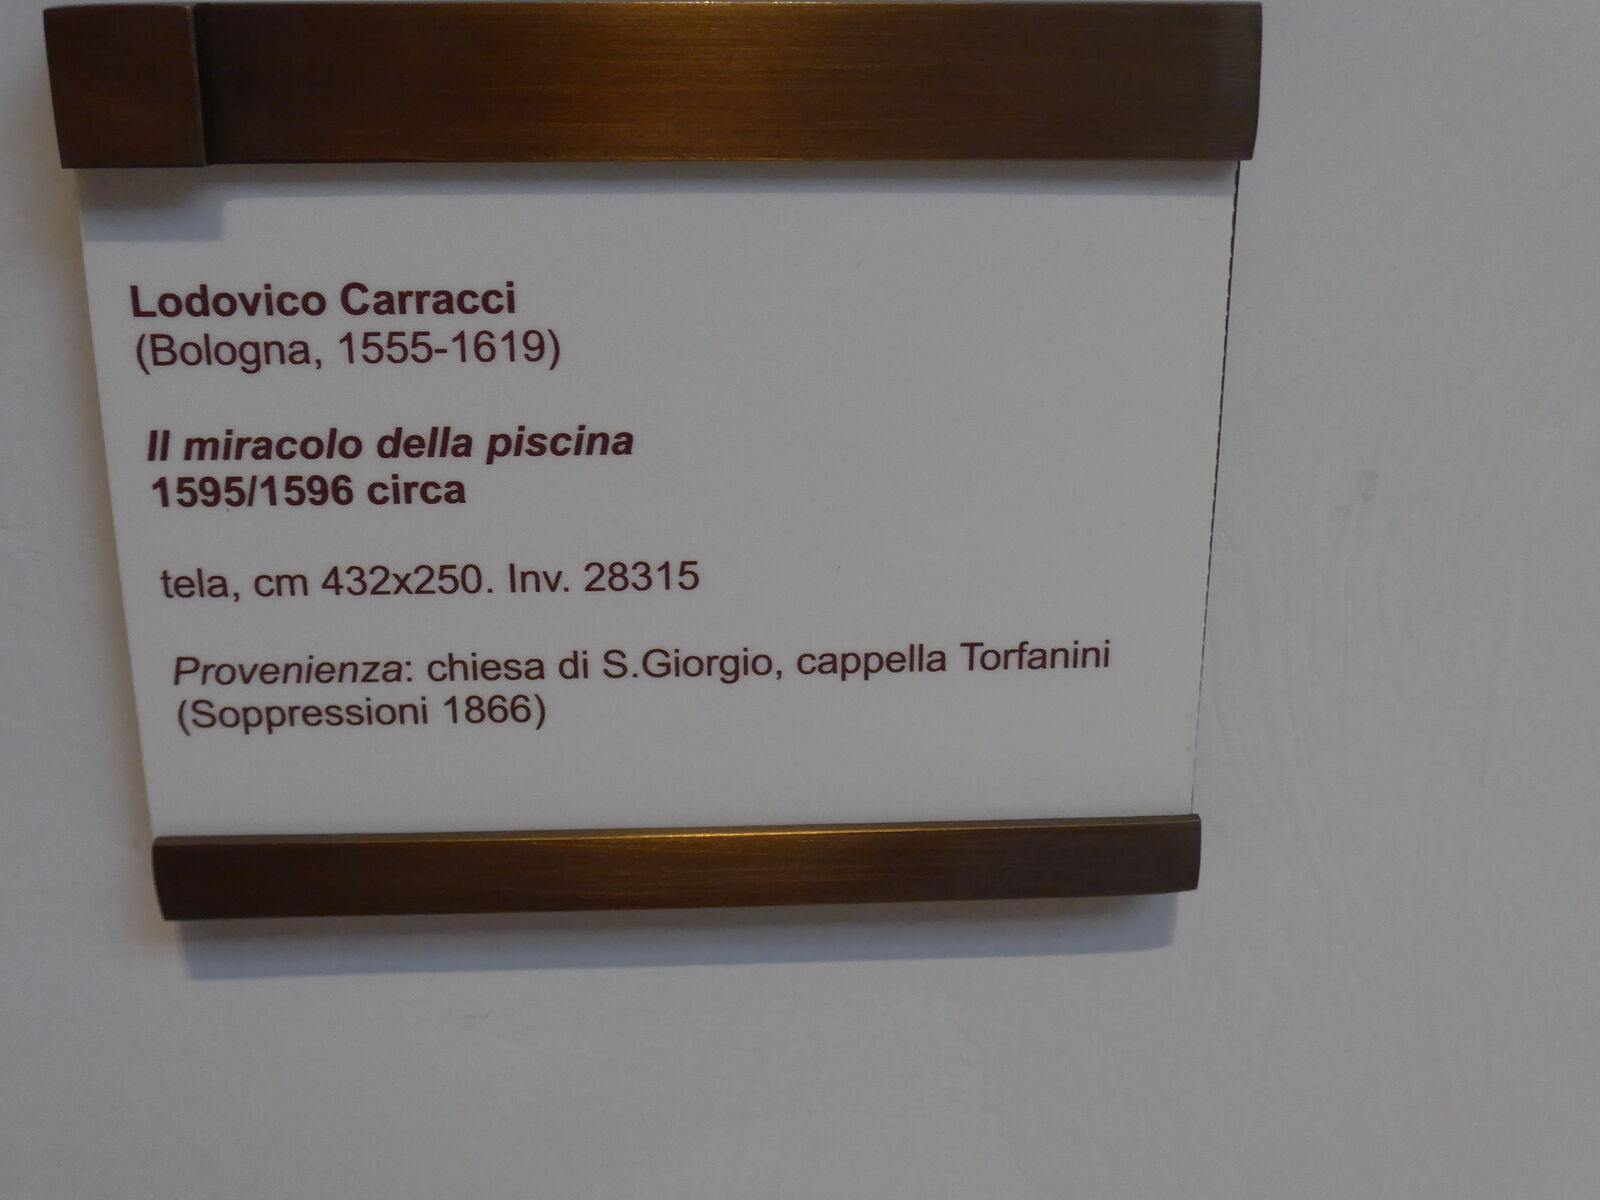 Lodovico Carracci
(Bologna, 1555-1619)
Il miracolo della piscina
1595/1596 circa
tela, cm 432x250. Inv. 28315
Provenienza: chiesa di S.Giorgio, cappella Torfanini
(Soppressioni 1866)